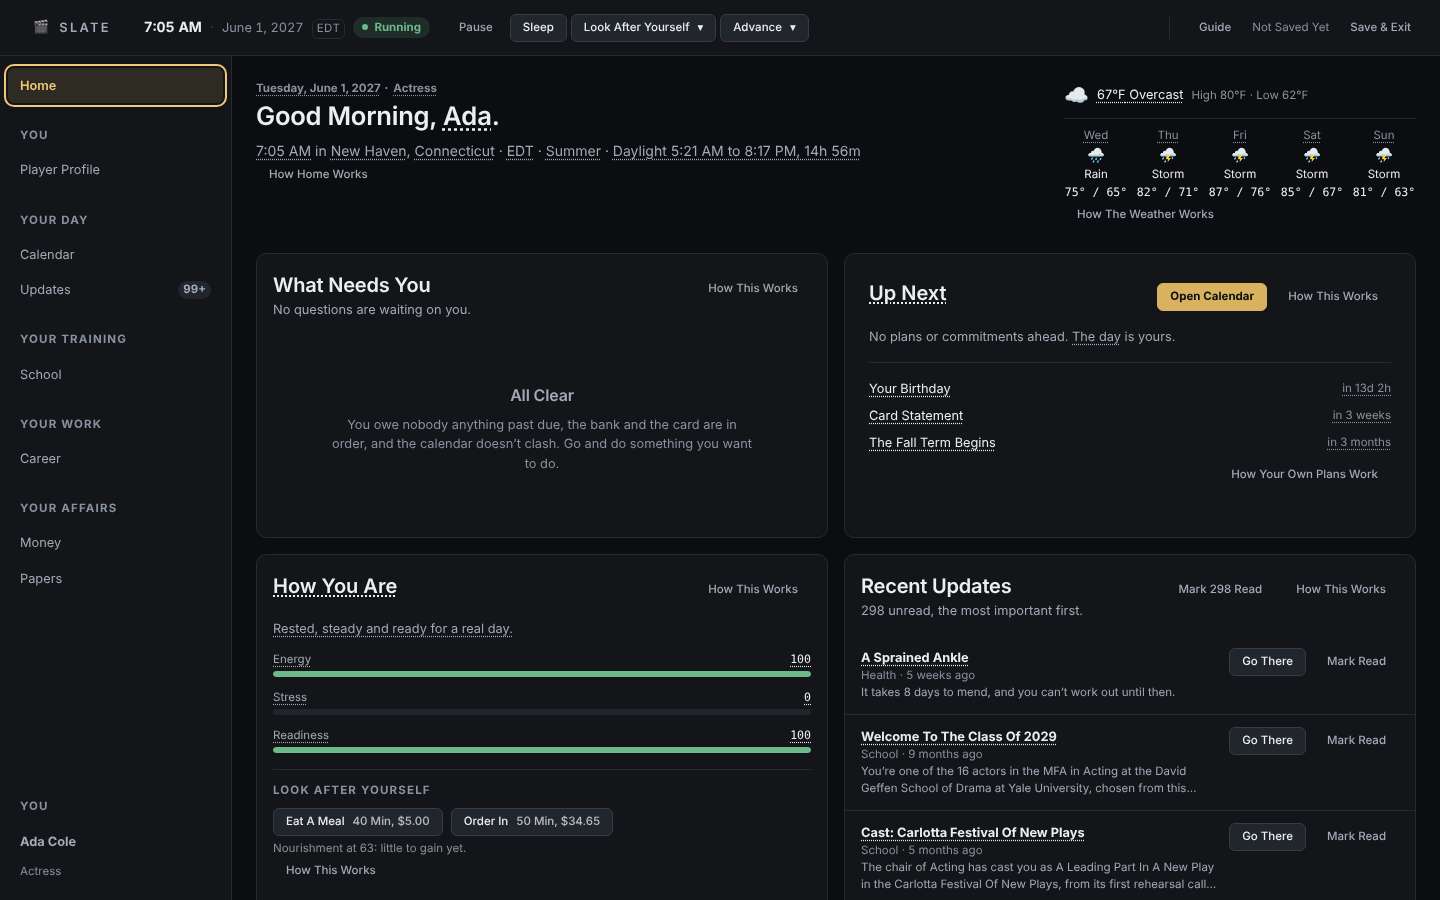 SLATE
7:05 AM · June 1, 2027 EDT Running
Pause
Sleep
Look After Yourself ▾
Advance ▾
Guide
Not Saved Yet
Save & Exit
Home
YOU
Player Profile
YOUR DAY
Calendar
Updates 99+
YOUR TRAINING
School
YOUR WORK
Career
YOUR AFFAIRS
Money
Papers
YOU
Ada Cole
Actress
Tuesday, June 1, 2027 · Actress
Good Morning, Ada.
7:05 AM in New Haven, Connecticut · EDT · Summer · Daylight 5:21 AM to 8:17 PM, 14h 56m
How Home Works
67°F Overcast High 80°F · Low 62°F
Wed Thu Fri Sat Sun
Rain Storm Storm Storm Storm
75° / 65° 82° / 71° 87° / 76° 85° / 67° 81° / 63°
How The Weather Works
What Needs You
How This Works
No questions are waiting on you.
All Clear
You owe nobody anything past due, the bank and the card are in
order, and the calendar doesn’t clash. Go and do something you want
to do.
Up Next
Open Calendar
How This Works
No plans or commitments ahead. The day is yours.
Your Birthday in 13d 2h
Card Statement in 3 weeks
The Fall Term Begins in 3 months
How Your Own Plans Work
How You Are
How This Works
Rested, steady and ready for a real day.
Energy 100
Stress 0
Readiness 100
LOOK AFTER YOURSELF
Eat A Meal 40 Min, $5.00
Order In 50 Min, $34.65
Nourishment at 63: little to gain yet.
How This Works
Recent Updates
Mark 298 Read
How This Works
298 unread, the most important first.
A Sprained Ankle
Health · 5 weeks ago
It takes 8 days to mend, and you can’t work out until then.
Go There
Mark Read
Welcome To The Class Of 2029
School · 9 months ago
You’re one of the 16 actors in the MFA in Acting at the David
Geffen School of Drama at Yale University, chosen from this…
Go There
Mark Read
Cast: Carlotta Festival Of New Plays
School · 5 months ago
The chair of Acting has cast you as A Leading Part In A New Play
in the Carlotta Festival Of New Plays, from its first rehearsal call…
Go There
Mark Read